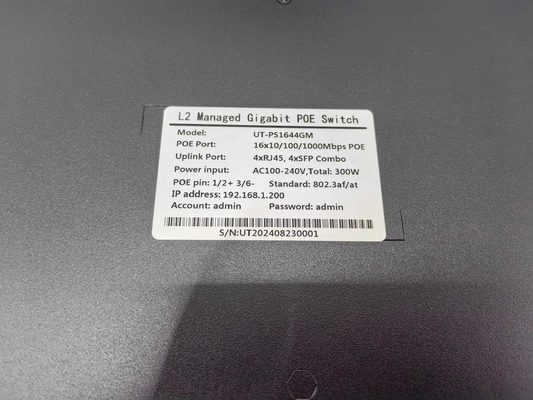 L2 Managed Gigabit POE Switch
Model: UT-PS1644GM
POE Port: 16x10/100/1000Mbps POE
Uplink Port: 4xRJ45, 4xSFP Combo
Power input: AC100-240V,Total: 300W
POE pin: 1/2+ 3/6- Standard: 802.3af/at
IP address: 192.168.1.200
Account: admin Password: admin
S/N:UT202408230001